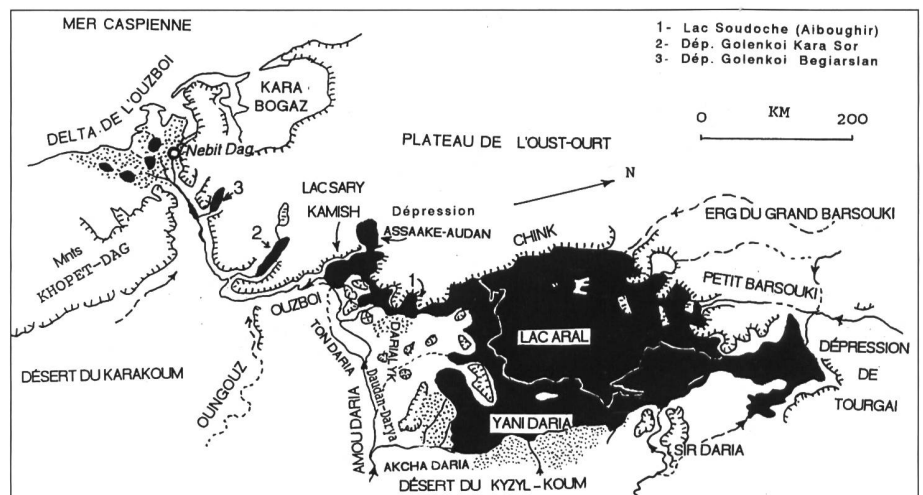 MER CASPIENNE
1- Lac Soudoche (Aiboughir)
2- Dép. Golenkoi Kara Sor
3- Dép. Golenkoi Begiarslan
KARA
BOGAZ
DELTA DE L'OUZBOI
KM
0 200
Nebit Dag
PLATEAU DE L'OUST-OURT
N
3
LAC SARY
KAMISH
Dépression
ASSAAKE-AUDAN
CHINK
ERG DU GRAND BARSOUKI
2
Mnts
KHOPET-DAG
1
PETIT BARSOUKI
OUZBOI
TON DARIA
DARIALYK
LAC ARAL
DÉPRESSION
DE
TOURGAI
DÉSERT DU KARAKOUM
OUNGOUZ
Daudan-Darya
AMOU DARIA
YANI DARIA
SIR DARIA
AKCHA DARIA
DÉSERT DU KYZYL-KOUM